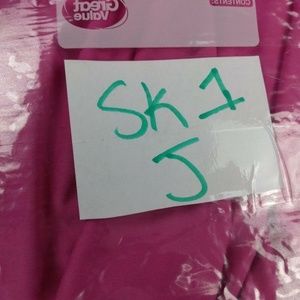 CONTENTS:
Great
Value
SK 1
J